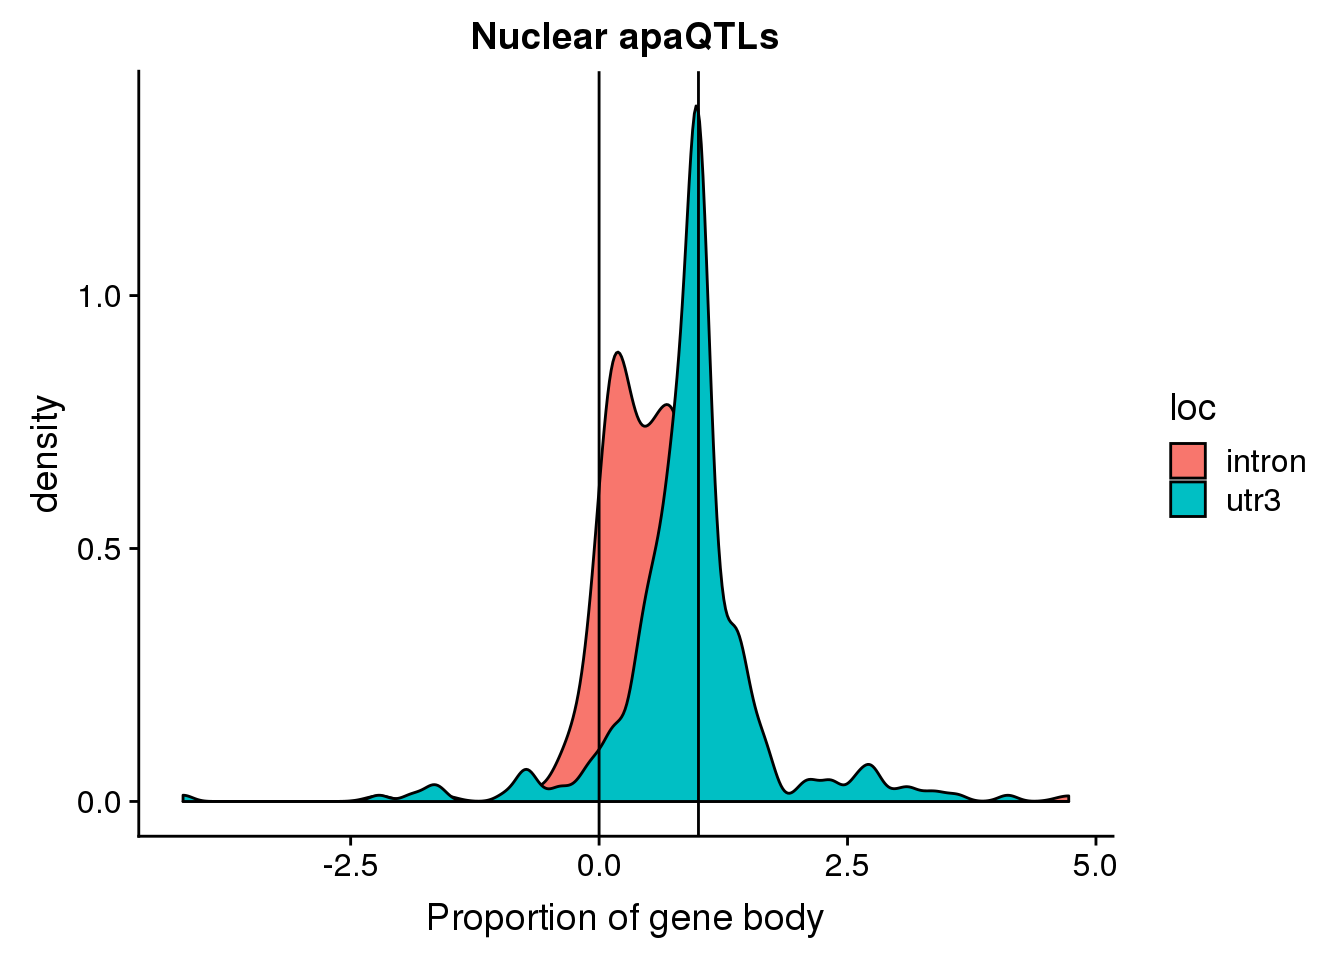 Nuclear apaQTLs
1.0
0.5
0.0
density
-2.5 0.0 2.5 5.0
Proportion of gene body
loc
intron
utr3